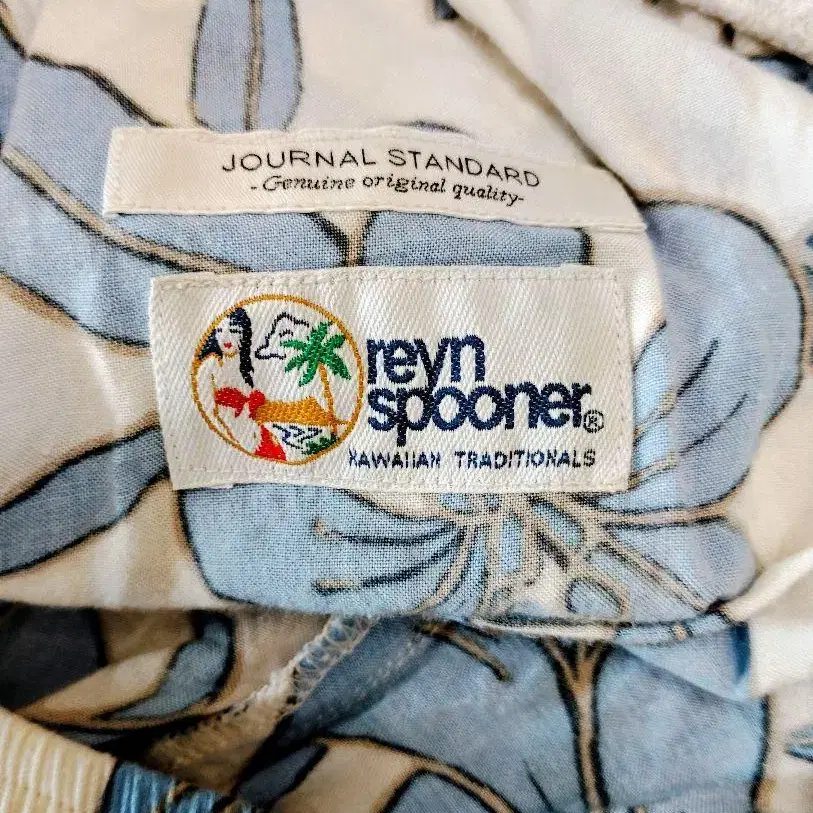 JOURNAL STANDARD
-Genuine original quality-
reyn
spooner®
HAWAIIAN TRADITIONALS